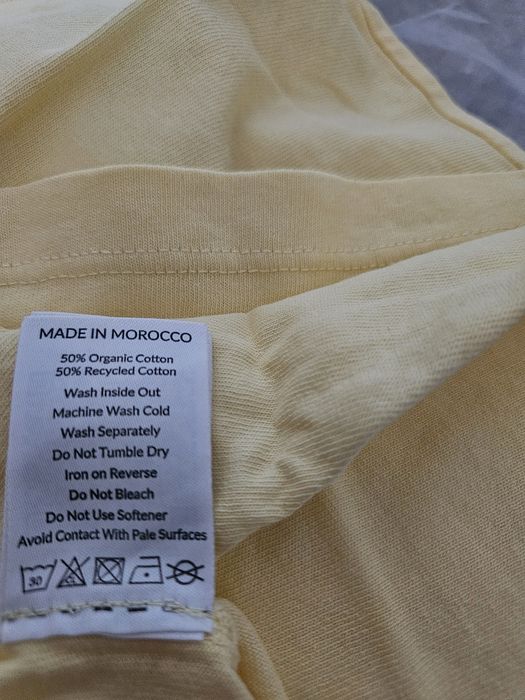 MADE IN MOROCCO
50% Organic Cotton
50% Recycled Cotton
Wash Inside Out
Machine Wash Cold
Wash Separately
Do Not Tumble Dry
Iron on Reverse
Do Not Bleach
Do Not Use Softener
Avoid Contact With Pale Surfaces
30